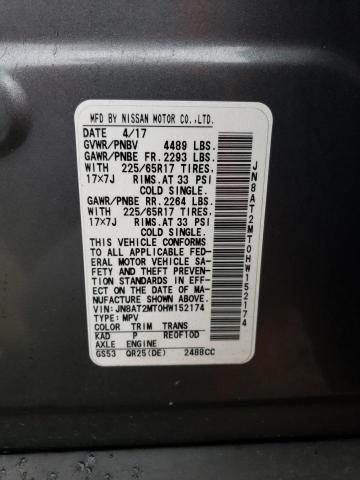 MFD BY NISSAN MOTOR CO.,LTD.
DATE 4/17
GVWR/PNBV 4489 LBS.
GAWR/PNBE FR. 2293 LBS.
WITH 225/65R17 TIRES,
17x7J RIMS.AT 33 PSI
COLD SINGLE.
GAWR/PNBE RR. 2264 LBS.
WITH 225/65R17 TIRES,
17x7J RIMS.AT 33 PSI
COLD SINGLE.
THIS VEHICLE CONFORMS
TO ALL APPLICABLE FED-
ERAL MOTOR VEHICLE SA-
FETY AND THEFT PREVEN-
TION STANDARDS IN EFFECT
ON THE DATE OF MA-
NUFACTURE SHOWN ABOVE.
VIN: JN8AT2MT0HW152174
TYPE: MPV
COLOR TRIM TRANS
KAD P RE0F10D
AXLE ENGINE
GS53 QR25(DE) 2488CC
JN8AT2MT0HW152174